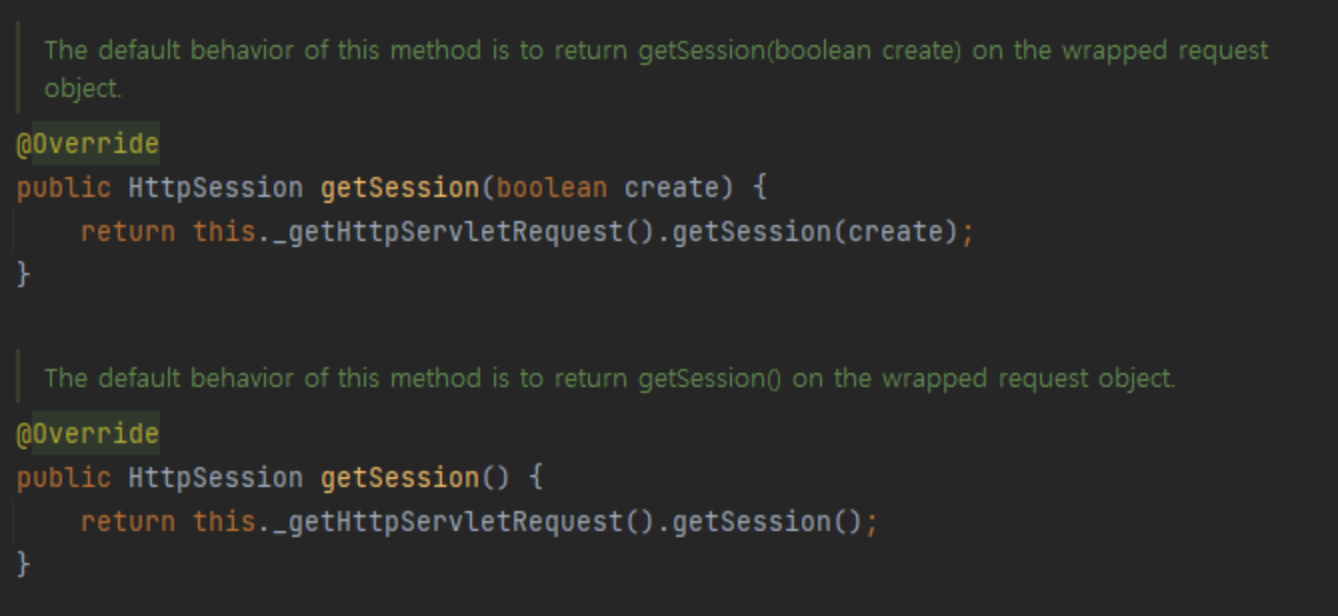 The default behavior of this method is to return getSession(boolean create) on the wrapped request
object.
@Override
public HttpSession getSession(boolean create) {
    return this._getHttpServletRequest().getSession(create);
}
The default behavior of this method is to return getSession() on the wrapped request object.
@Override
public HttpSession getSession() {
    return this._getHttpServletRequest().getSession();
}